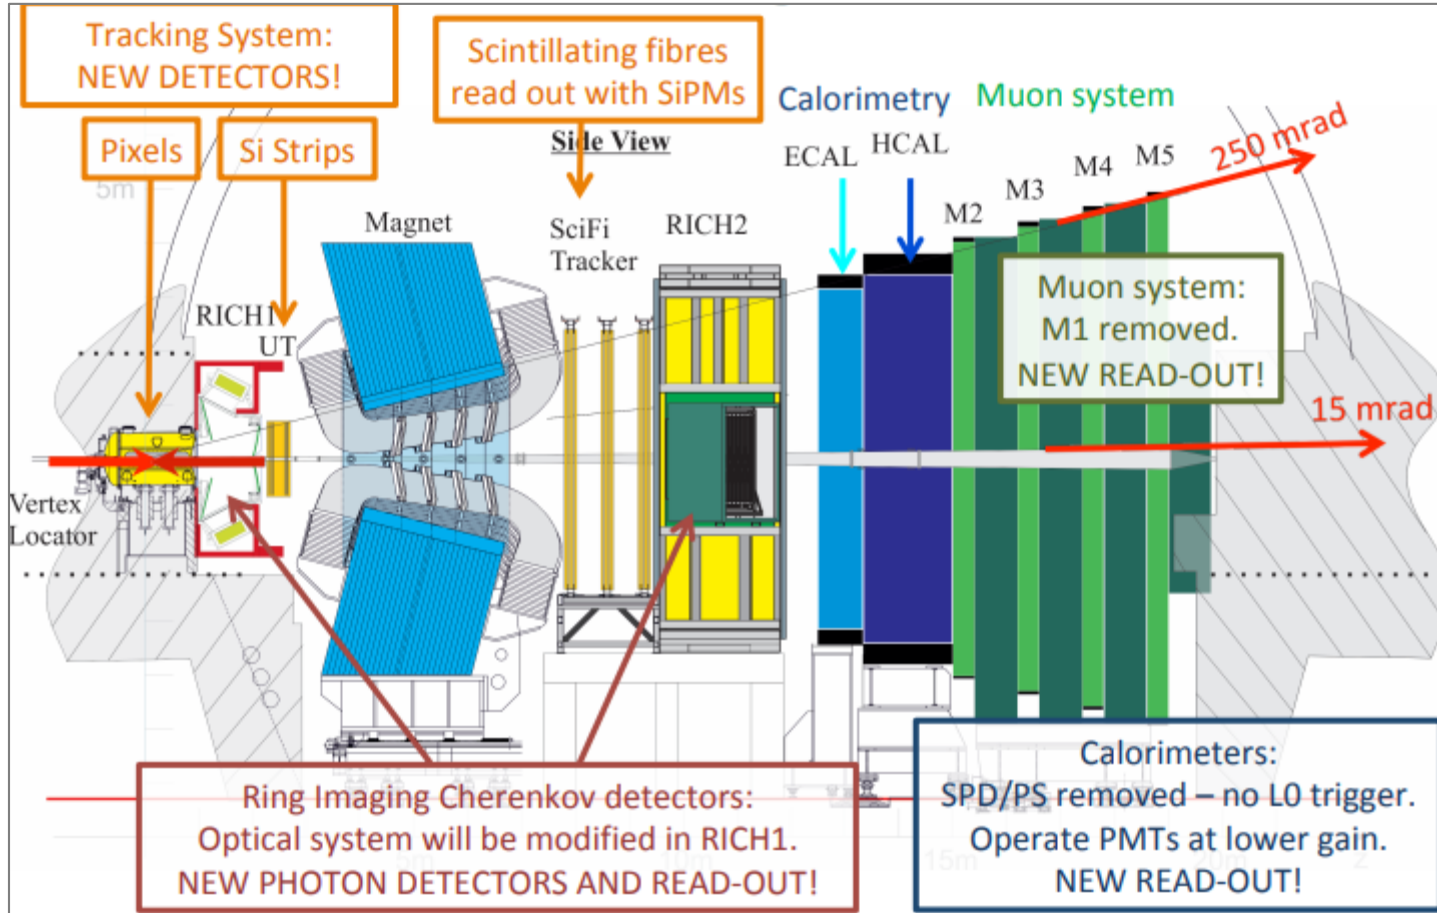 Tracking System:
NEW DETECTORS!
Scintillating fibres
read out with SiPMs
Pixels
Si Strips
Side View
Calorimetry
Muon system
ECAL
HCAL
M2
M3
M4
M5
250 mrad
5m
Magnet
SciFi
Tracker
RICH2
RICH1
UT
Muon system:
M1 removed.
NEW READ-OUT!
15 mrad
Vertex
Locator
Ring Imaging Cherenkov detectors:
Optical system will be modified in RICH1.
NEW PHOTON DETECTORS AND READ-OUT!
Calorimeters:
SPD/PS removed – no L0 trigger.
Operate PMTs at lower gain.
NEW READ-OUT!
5m
10m
15m
20m
Z